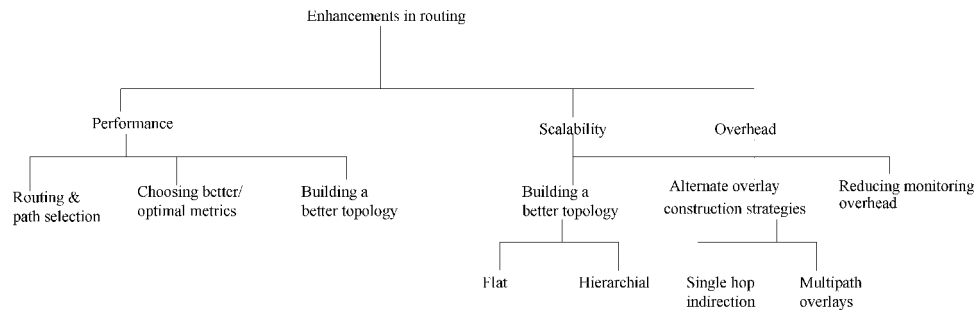 Enhancements in routing
Performance
Scalability
Overhead
Routing &
path selection
Choosing better/
optimal metrics
Building a
better topology
Building a
better topology
Alternate overlay
construction strategies
Reducing monitoring
overhead
Flat
Hierarchial
Single hop
indirection
Multipath
overlays